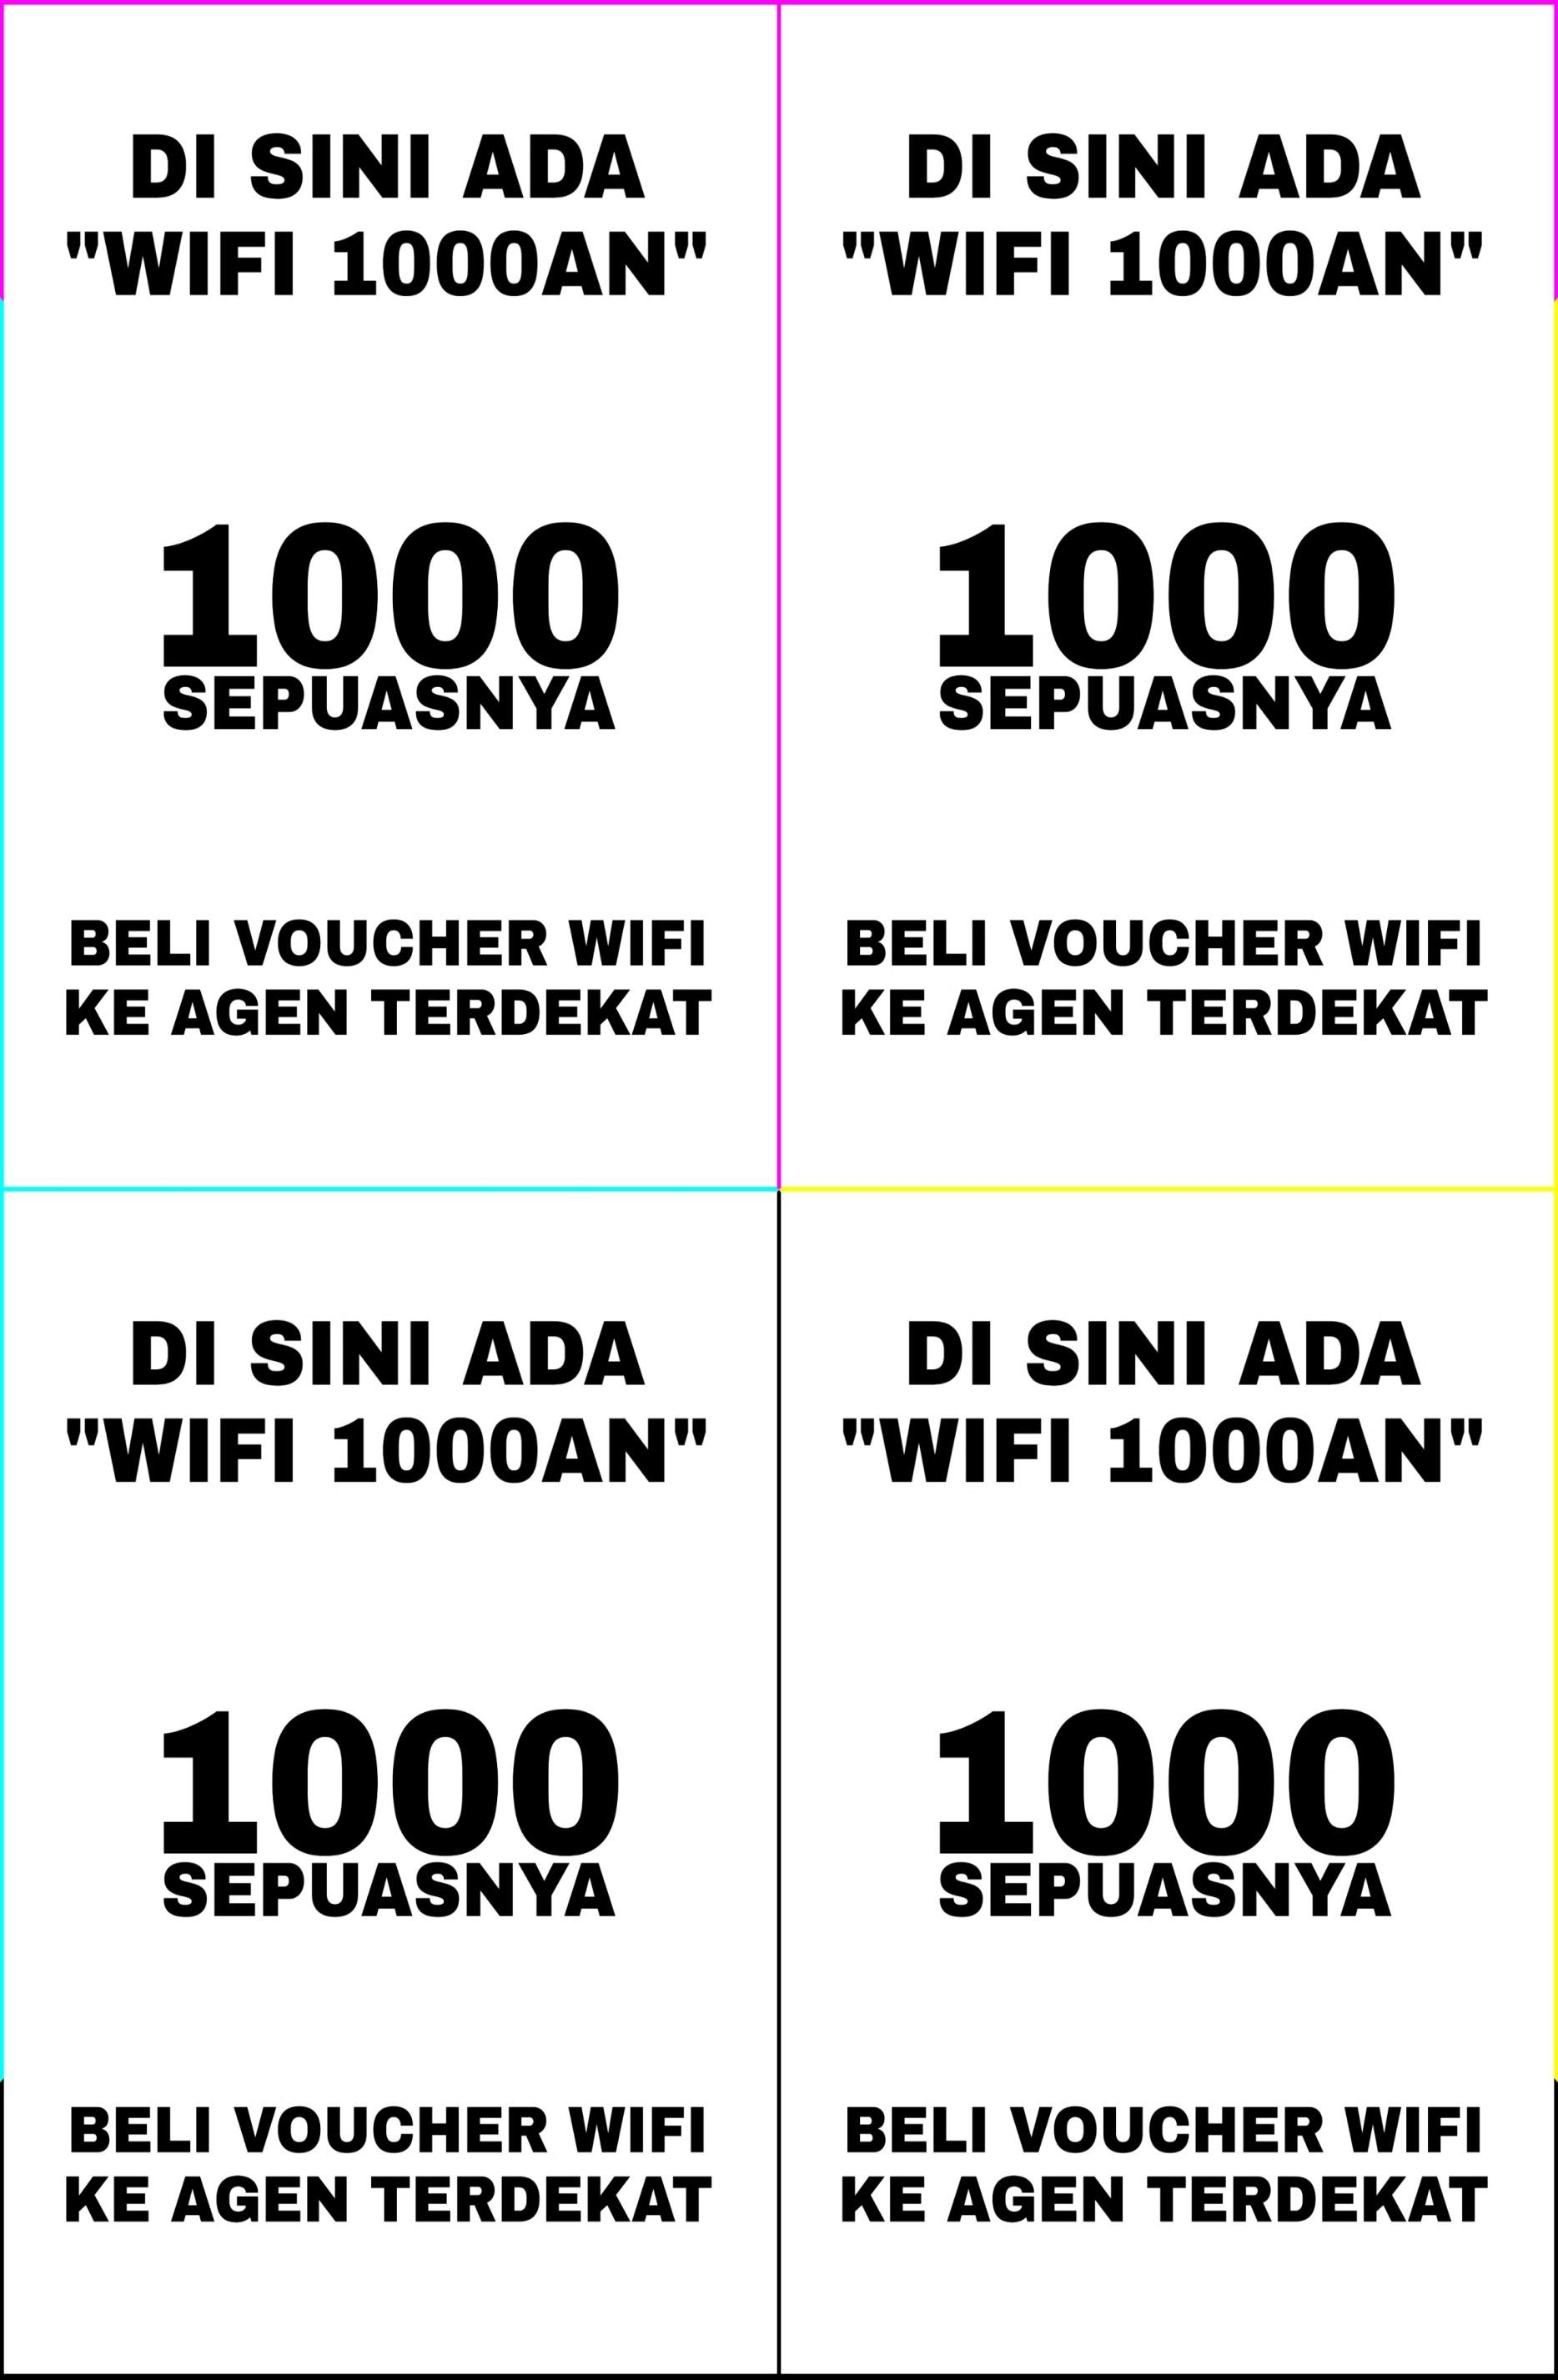 DI SINI ADA
"WIFI 1000AN"
1000
SEPUASNYA
BELI VOUCHER WIFI
KE AGEN TERDEKAT
DI SINI ADA
"WIFI 1000AN"
1000
SEPUASNYA
BELI VOUCHER WIFI
KE AGEN TERDEKAT
DI SINI ADA
"WIFI 1000AN"
1000
SEPUASNYA
BELI VOUCHER WIFI
KE AGEN TERDEKAT
DI SINI ADA
"WIFI 1000AN"
1000
SEPUASNYA
BELI VOUCHER WIFI
KE AGEN TERDEKAT